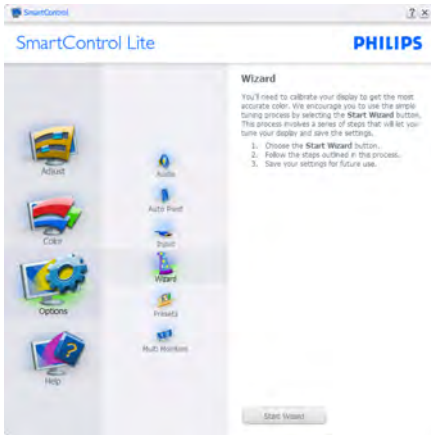 SmartControl
SmartControl Lite
PHILIPS
Adjust
Color
Options
Help
Audio
Auto Pivot
Input
Wizard
Presets
Multi Monitors
Wizard
You'll need to calibrate your display to get the most
accurate color. We encourage you to use the simple
tuning process by selecting the Start Wizard button.
This process involves a series of steps that will let you
tune your display and save the settings.
1. Choose the Start Wizard button.
2. Follow the steps outlined in this process.
3. Save your settings for future use.
Start Wizard